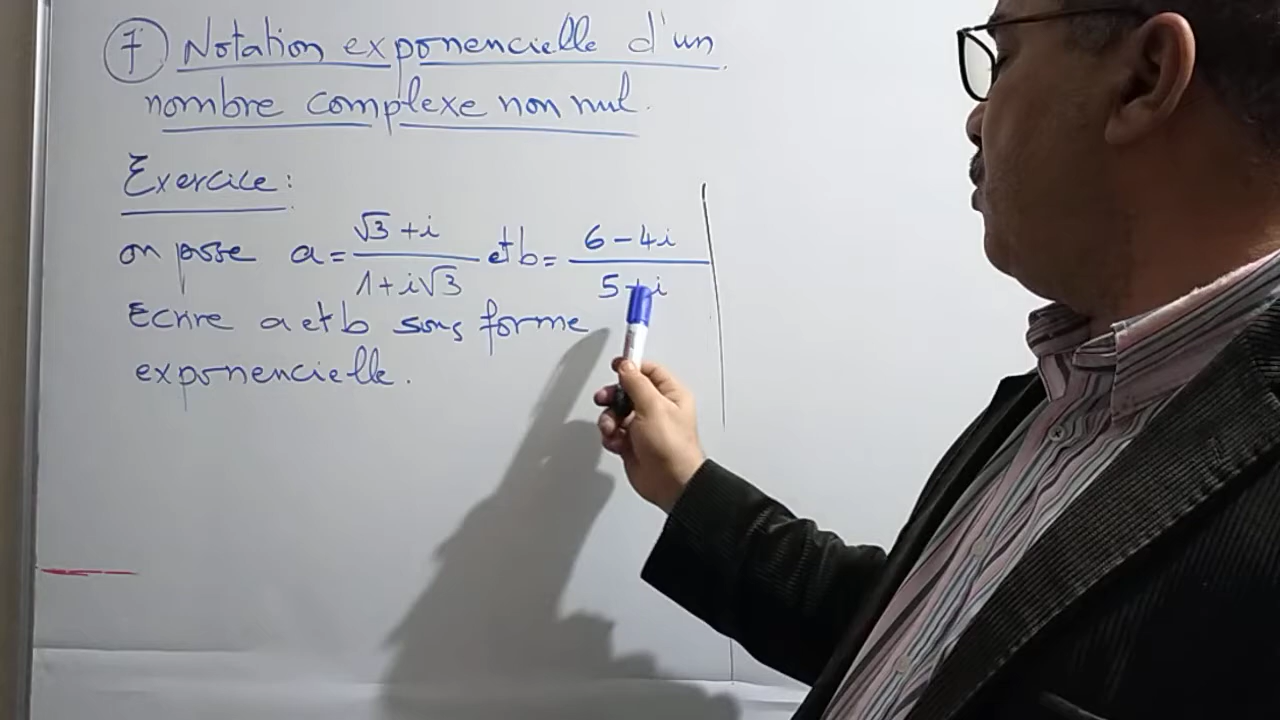 7 Notation exponencielle d'un
nombre complexe non nul.
Exercice :
on pose a = (√3 + i)/(1 + i√3) et b = (6 - 4i)/(5 + i)
Ecrire a et b sous forme
exponencielle.